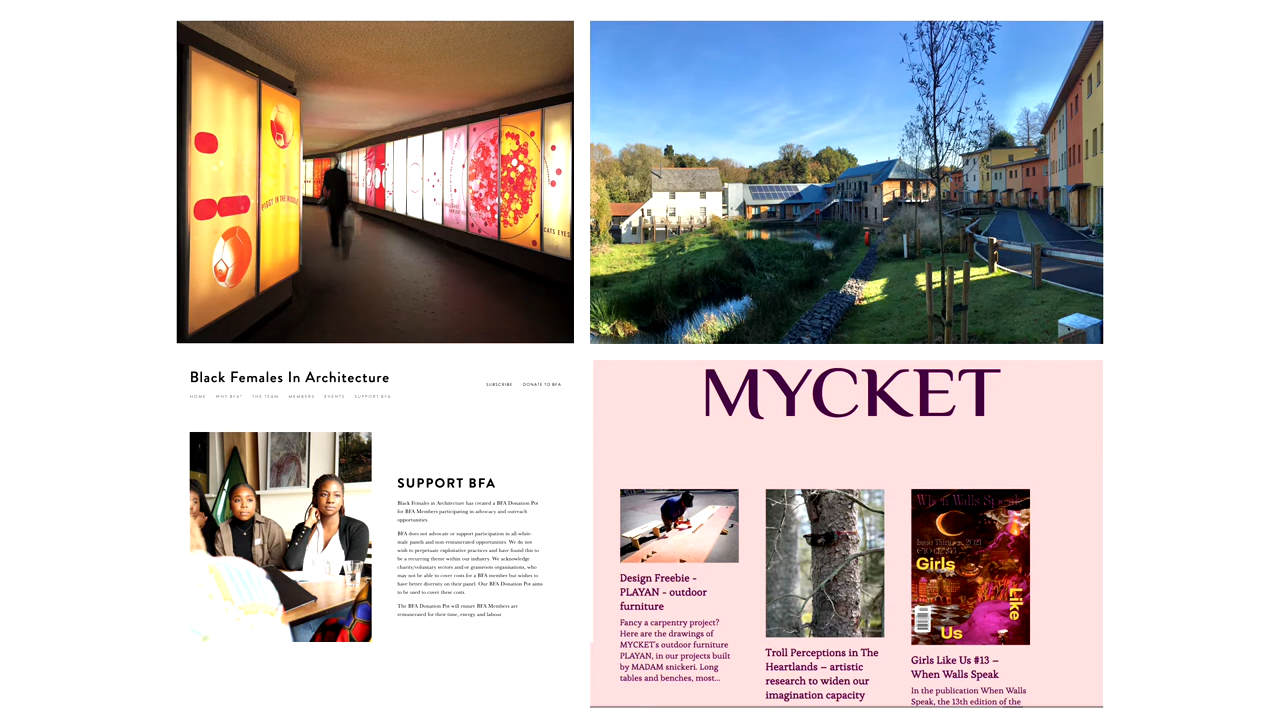 PIGGY IN THE MIDDLE
CATS EYES
Black Females In Architecture
SUBSCRIBE DONATE TO BFA
HOME WHY BFA? THE TEAM MEMBERS EVENTS SUPPORT BFA
SUPPORT BFA
Black Females in Architecture has created a BFA Donation Pot
for BFA Members participating in advocacy and outreach
opportunities.
BFA does not advocate or support participation in all-white-
male panels and non-remunerated opportunities. We do not
wish to perpetuate exploitative practices and have found this to
be a recurring theme within our industry. We acknowledge
charity/voluntary sectors and/or grassroots organisations, who
may not be able to cover costs for a BFA member but wishes to
have better diversity on their panel. Our BFA Donation Pot aims
to be used to cover these costs.
The BFA Donation Pot will ensure BFA Members are
remunerated for their time, energy and labour
MYCKET
Design Freebie -
PLAYAN - outdoor
furniture
Fancy a carpentry project?
Here are the drawings of
MYCKET's outdoor furniture
PLAYAN, in our projects built
by MADAM snickeri. Long
tables and benches, most...
Troll Perceptions in The
Heartlands – artistic
research to widen our
imagination capacity
When Walls Speak
Issue Thirteen, 2021
Girls
Like
Us
Girls Like Us #13 –
When Walls Speak
In the publication When Walls
Speak, the 13th edition of the